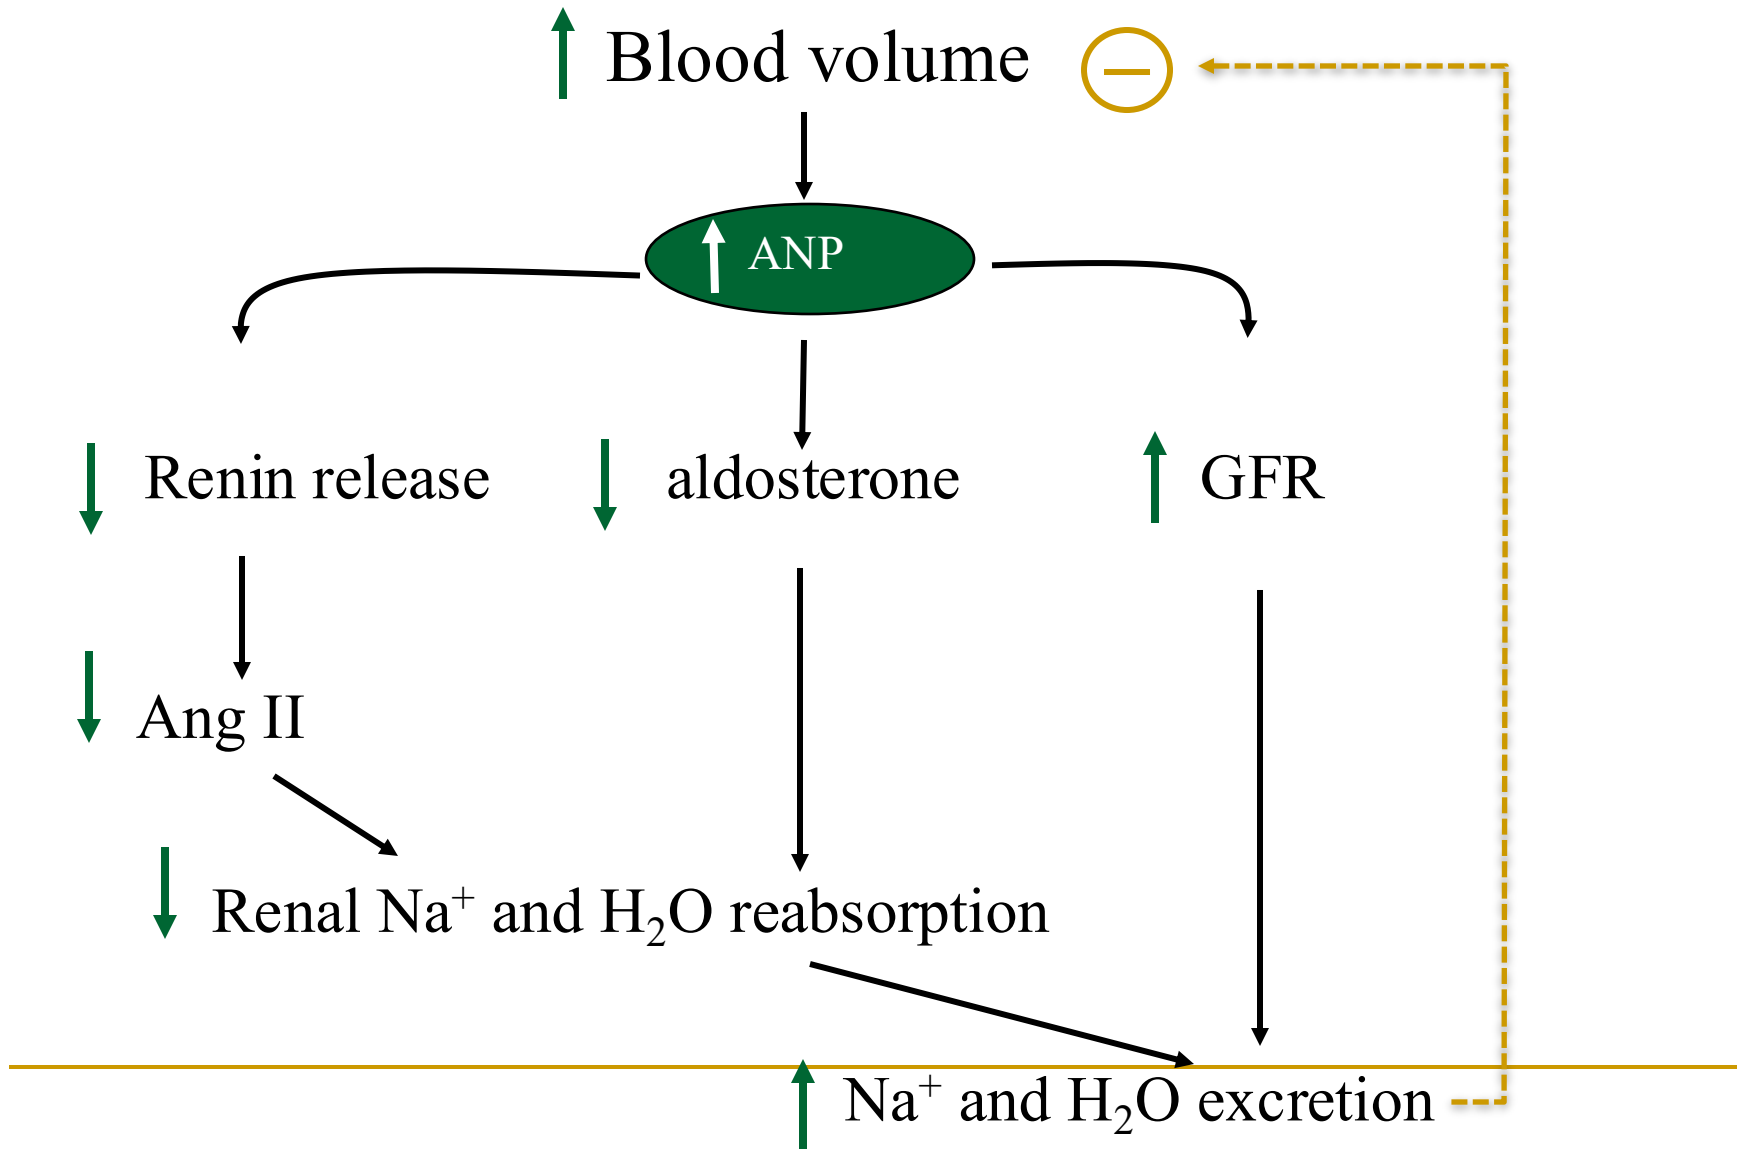 Blood volume
ANP
Renin release
aldosterone
GFR
Ang II
Renal Na⁺ and H₂O reabsorption
Na⁺ and H₂O excretion